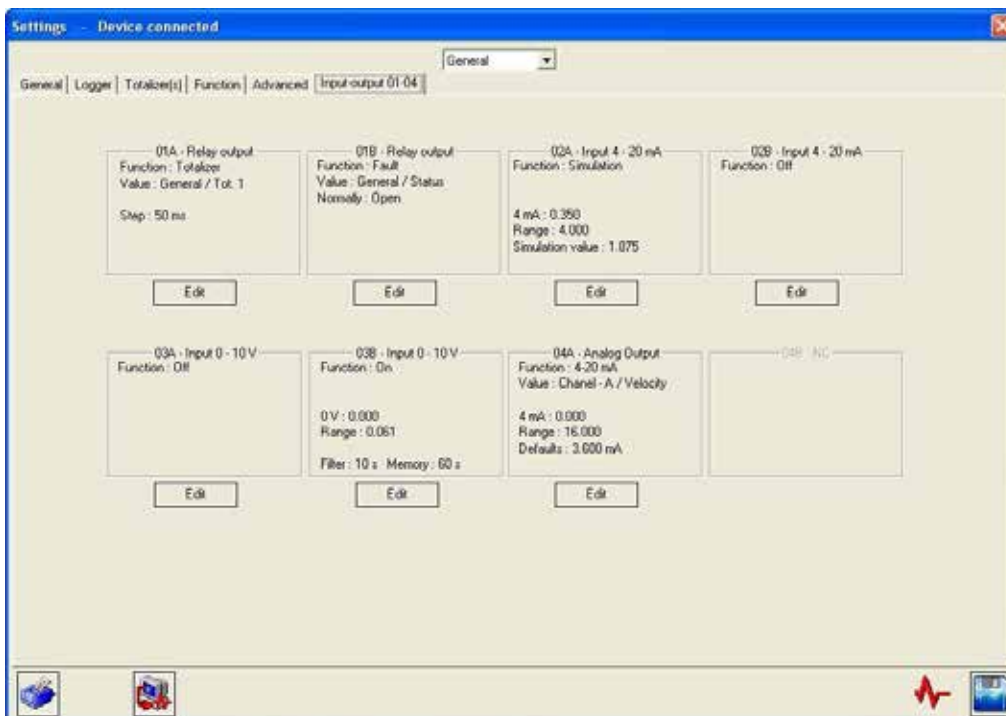 Settings - Device connected
General
General Logger Totalizer(s) Function Advanced Input-output 01-04
01A - Relay output
Function : Totalizer
Value : General / Tot. 1
Step : 50 ms
Edit
01B - Relay output
Function : Fault
Value : General / Status
Normally : Open
Edit
02A - Input 4 - 20 mA
Function : Simulation
4 mA : 0.350
Range : 4.000
Simulation value : 1.075
Edit
02B - Input 4 - 20 mA
Function : Off
Edit
03A - Input 0 - 10 V
Function : Off
Edit
03B - Input 0 - 10 V
Function : On
0 V : 0.000
Range : 0.061
Filter : 10 s Memory : 60 s
Edit
04A - Analog Output
Function : 4-20 mA
Value : Chanel - A / Velocity
4 mA : 0.000
Range : 16.000
Defaults : 3.600 mA
Edit
04B : NC